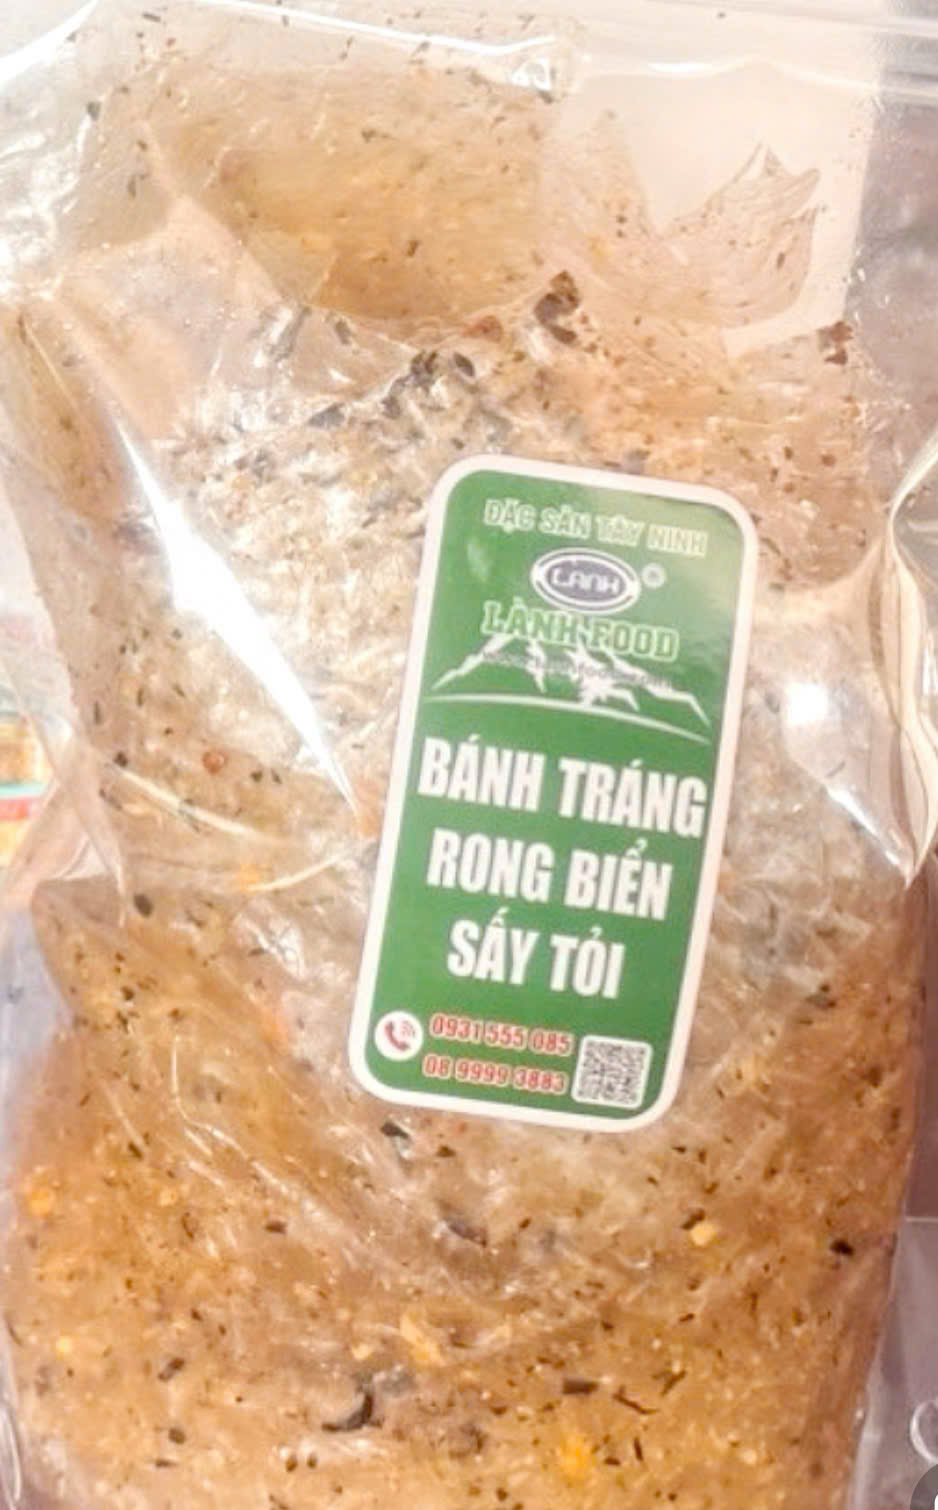 ĐẶC SẢN TÂY NINH
LÀNH
LÀNH FOOD
BÁNH TRÁNG
RONG BIỂN
SẤY TỎI
0931 555 085
08 9999 3883